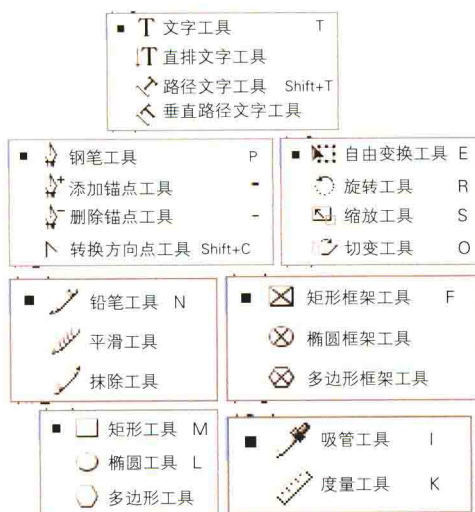 文字工具 T
直排文字工具
路径文字工具 Shift+T
垂直路径文字工具
钢笔工具 P
添加锚点工具 -
删除锚点工具 -
转换方向点工具 Shift+C
自由变换工具 E
旋转工具 R
缩放工具 S
切变工具 O
铅笔工具 N
平滑工具
抹除工具
矩形框架工具 F
椭圆框架工具
多边形框架工具
矩形工具 M
椭圆工具 L
多边形工具
吸管工具 I
度量工具 K